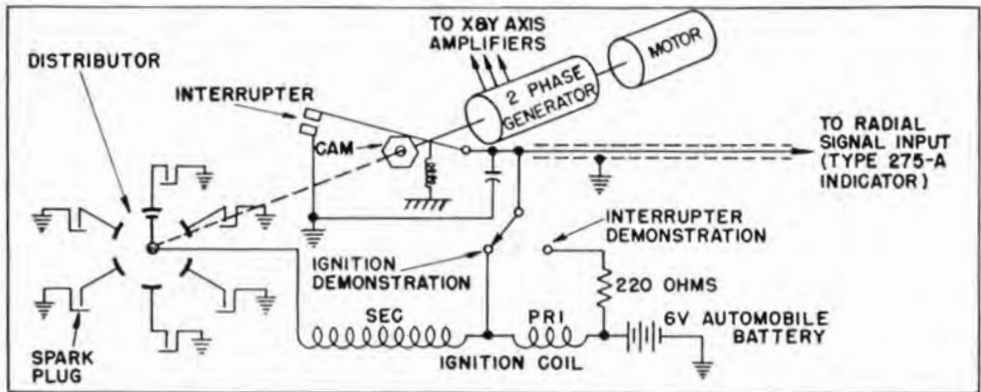 TO X&Y AXIS
AMPLIFIERS
MOTOR
2 PHASE
GENERATOR
DISTRIBUTOR
INTERRUPTER
CAM
TO RADIAL
SIGNAL INPUT
(TYPE 275-A
INDICATOR)
INTERRUPTER
DEMONSTRATION
IGNITION
DEMONSTRATION
220 OHMS
SEC
PRI
6V AUTOMOBILE
BATTERY
IGNITION COIL
SPARK
PLUG